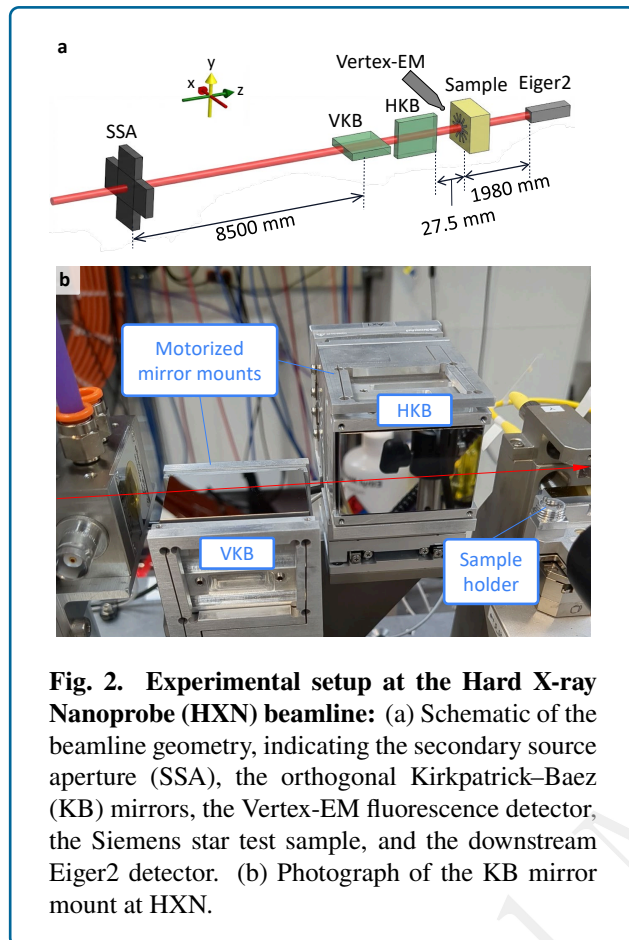 a
y
x
z
SSA
VKB
HKB
Vertex-EM
Sample
Eiger2
8500 mm
27.5 mm
1980 mm
b
Motorized
mirror mounts
HKB
VKB
Sample
holder
Fig. 2. Experimental setup at the Hard X-ray
Nanoprobe (HXN) beamline: (a) Schematic of the
beamline geometry, indicating the secondary source
aperture (SSA), the orthogonal Kirkpatrick–Baez
(KB) mirrors, the Vertex-EM fluorescence detector,
the Siemens star test sample, and the downstream
Eiger2 detector. (b) Photograph of the KB mirror
mount at HXN.